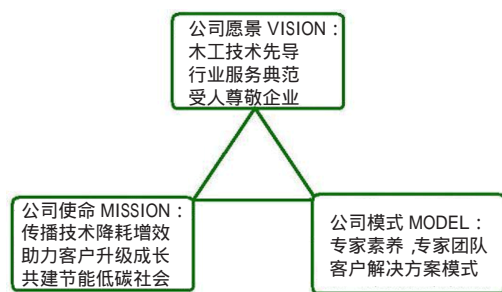 公司愿景 VISION：
木工技术先导
行业服务典范
受人尊敬企业
公司使命 MISSION：
传播技术降耗增效
助力客户升级成长
共建节能低碳社会
公司模式 MODEL：
专家素养 ,专家团队
客户解决方案模式